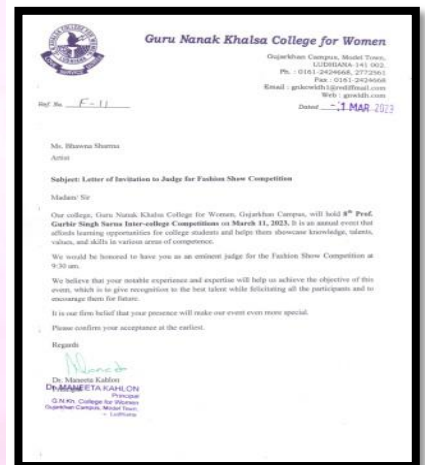 Guru Nanak Khalsa College for Women
Gujarkhan Campus, Model Town,
LUDHIANA-141 002.
Ph. : 0161-2424668, 2772561
Fax : 0161-2424668
Web : gnkwldh.com
Ref. No. F-11
Dated -1 MAR 2023
Ms. Bhawna Sharma
Artist
Subject: Letter of Invitation to Judge for Fashion Show Competition
Madam/ Sir
Our college, Guru Nanak Khalsa College for Women, Gujarkhan Campus, will hold 8th Prof.
Gurbir Singh Sarna Inter-college Competitions on March 11, 2023. It is an annual event that
affords learning opportunities for college students and helps them showcase knowledge, talents,
values, and skills in various areas of competence.
We would be honored to have you as an eminent judge for the Fashion Show Competition at
9:30 am.
We believe that your notable experience and expertise will help us achieve the objective of this
event, which is to give recognition to the best talent while felicitating all the participants and to
encourage them for future.
It is our firm belief that your presence will make our event even more special.
Please confirm your acceptance at the earliest.
Regards
Dr. Maneeta Kahlon
Dr. MANEETA KAHLON
Principal
G.N.Kh. College for Women
Gujarkhan Campus, Model Town
Ludhiana